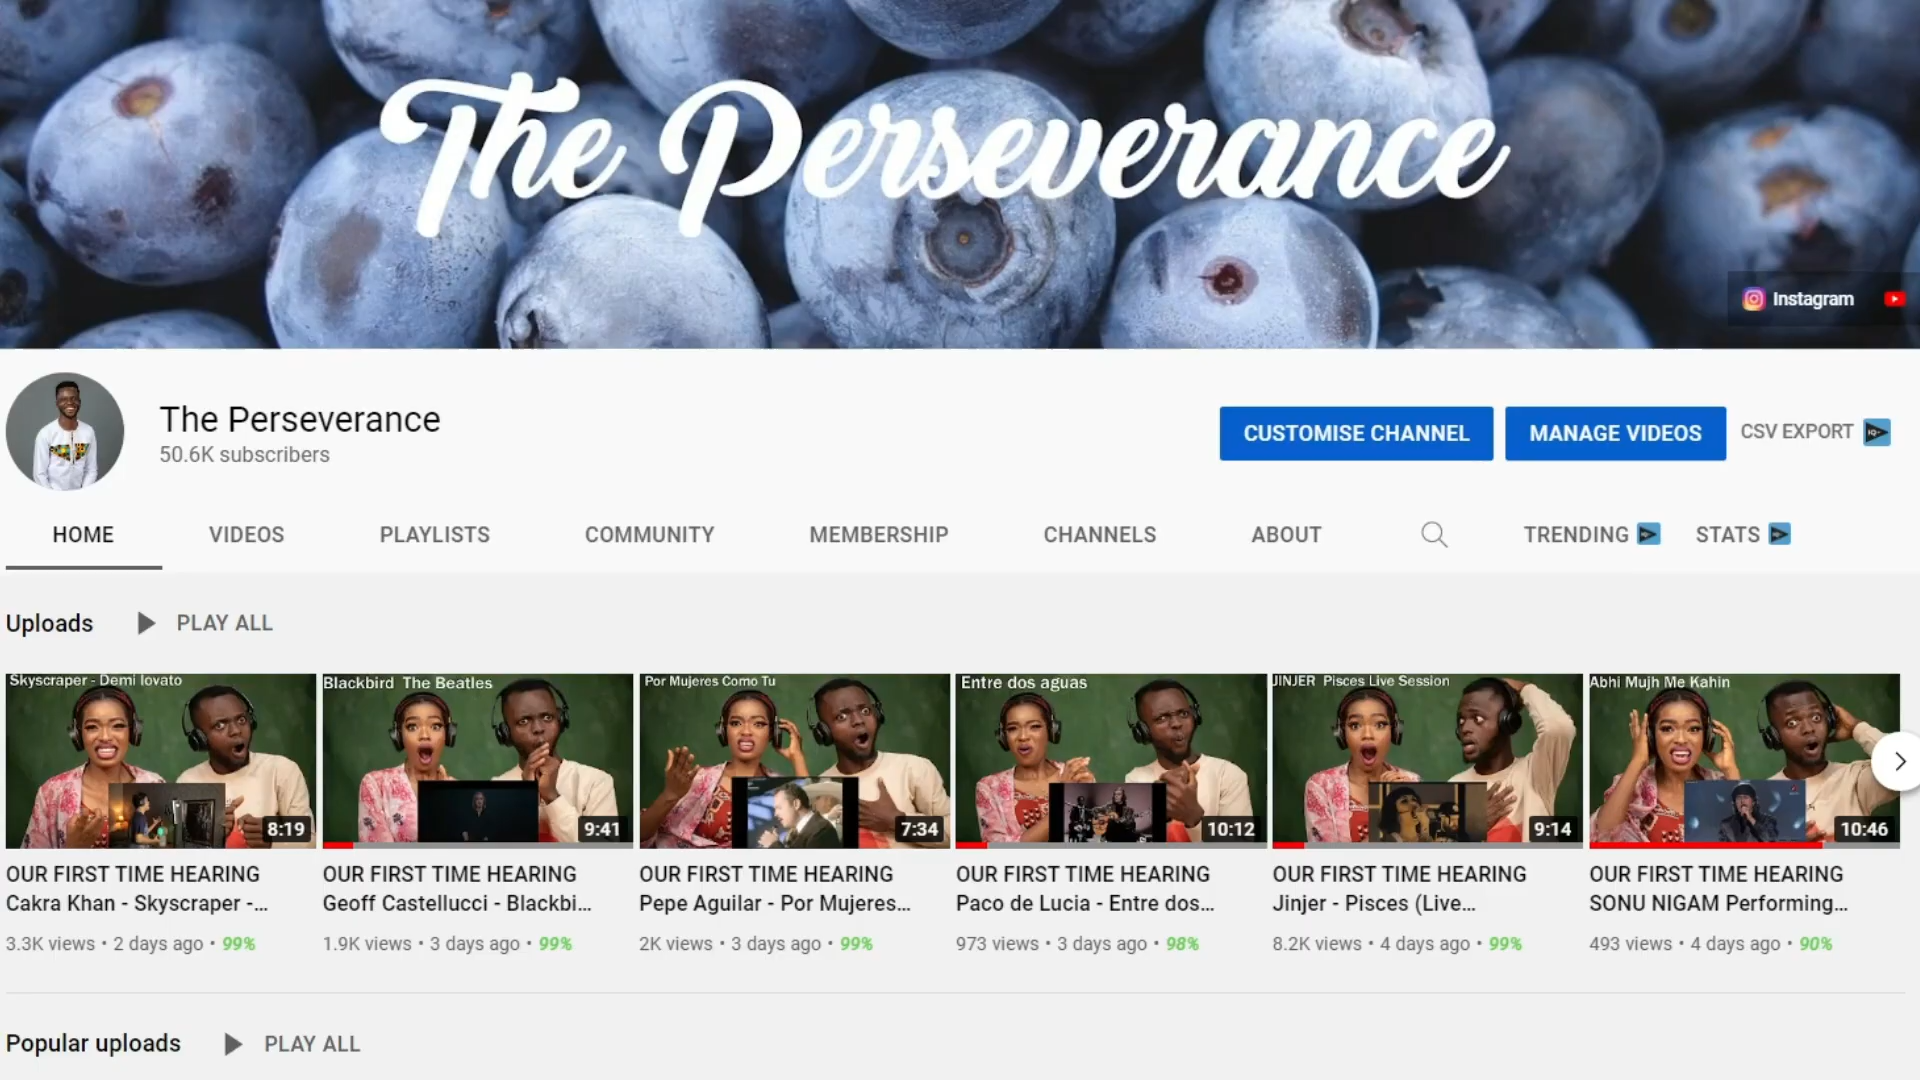 The Perseverance
Instagram
The Perseverance
50.6K subscribers
CUSTOMISE CHANNEL
MANAGE VIDEOS
CSV EXPORT
HOME
VIDEOS
PLAYLISTS
COMMUNITY
MEMBERSHIP
CHANNELS
ABOUT
TRENDING
STATS
Uploads
PLAY ALL
Skyscraper - Demi lovato
8:19
OUR FIRST TIME HEARING
Cakra Khan - Skyscraper -...
3.3K views • 2 days ago • 99%
Blackbird The Beatles
9:41
OUR FIRST TIME HEARING
Geoff Castellucci - Blackbi...
1.9K views • 3 days ago • 99%
Por Mujeres Como Tu
7:34
OUR FIRST TIME HEARING
Pepe Aguilar - Por Mujeres...
2K views • 3 days ago • 99%
Entre dos aguas
10:12
OUR FIRST TIME HEARING
Paco de Lucia - Entre dos...
973 views • 3 days ago • 98%
JINJER Pisces Live Session
9:14
OUR FIRST TIME HEARING
Jinjer - Pisces (Live...
8.2K views • 4 days ago • 99%
Abhi Mujh Me Kahin
10:46
OUR FIRST TIME HEARING
SONU NIGAM Performing...
493 views • 4 days ago • 90%
Popular uploads
PLAY ALL